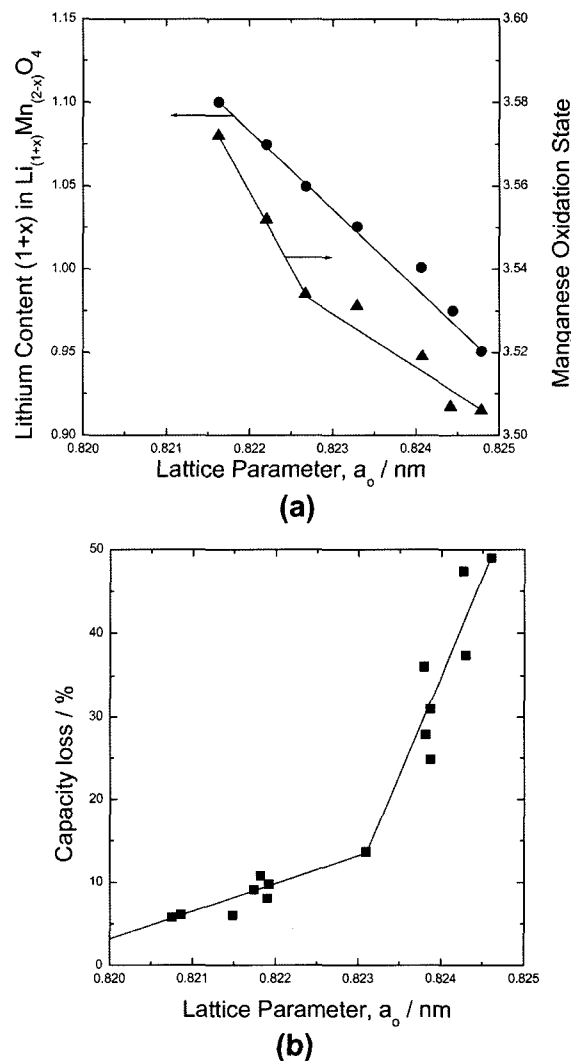 Lithium Content (1+x) in Li(1+x)Mn(2-x)O4
1.15
1.10
1.05
1.00
0.95
0.90
3.60
3.58
3.56
3.54
3.52
3.50
Manganese Oxidation State
0.820 0.821 0.822 0.823 0.824 0.825
Lattice Parameter, ao / nm
(a)
Capacity loss / %
50
40
30
20
10
0
0.820 0.821 0.822 0.823 0.824 0.825
Lattice Parameter, ao / nm
(b)